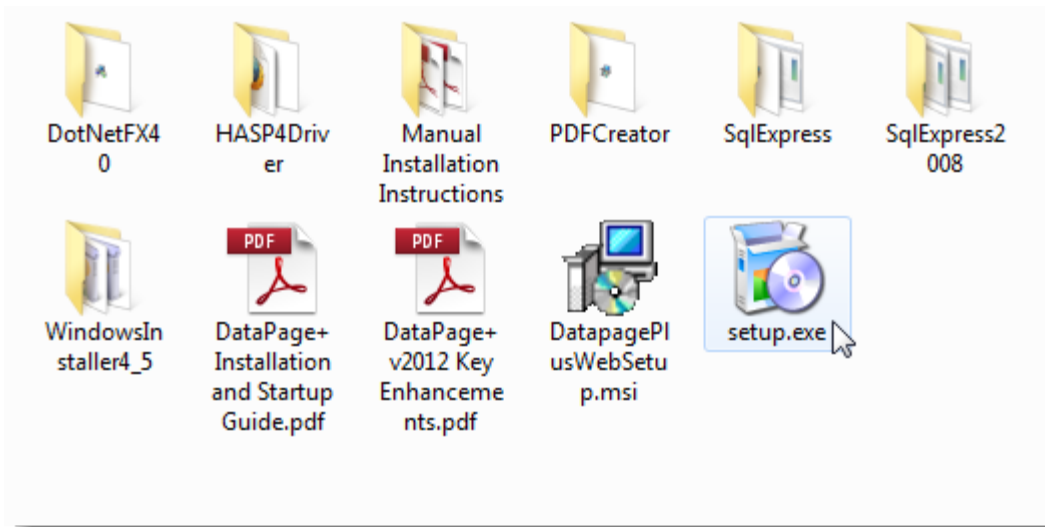 DotNetFX4
0
HASP4Driv
er
Manual
Installation
Instructions
PDFCreator
SqlExpress
SqlExpress2
008
WindowsIn
staller4_5
PDF
DataPage+
Installation
and Startup
Guide.pdf
PDF
DataPage+
v2012 Key
Enhanceme
nts.pdf
DatapagePl
usWebSetu
p.msi
setup.exe